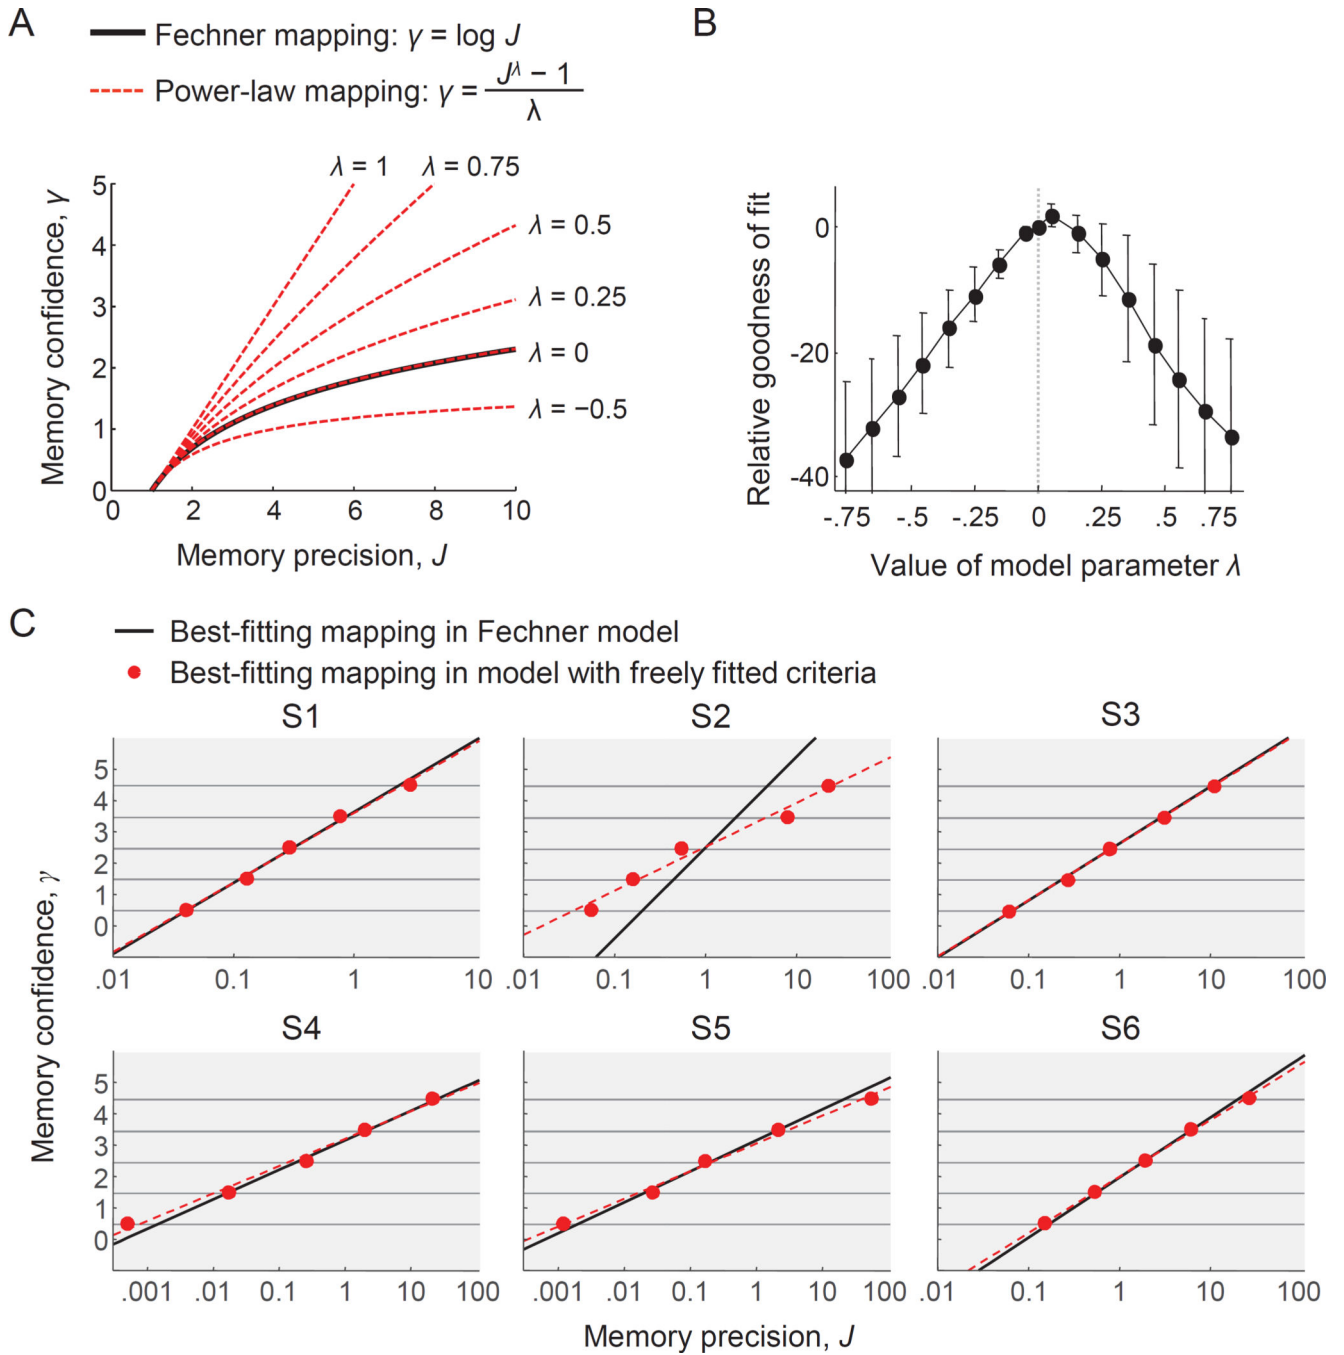 A
Fechner mapping: γ = log J
Power-law mapping: γ = (J^λ − 1) / λ
λ = 1
λ = 0.75
λ = 0.5
λ = 0.25
λ = 0
λ = −0.5
Memory confidence, γ
5
4
3
2
1
0
0 2 4 6 8 10
Memory precision, J
B
Relative goodness of fit
0
-20
-40
-.75 -.5 -.25 0 .25 .5 .75
Value of model parameter λ
C
Best-fitting mapping in Fechner model
Best-fitting mapping in model with freely fitted criteria
Memory confidence, γ
S1
5
4
3
2
1
0
.01 0.1 1 10
S2
.01 0.1 1 10 100
S3
.01 0.1 1 10 100
S4
5
4
3
2
1
0
.001 .01 0.1 1 10 100
S5
.001 .01 0.1 1 10 100
S6
.01 0.1 1 10 100
Memory precision, J